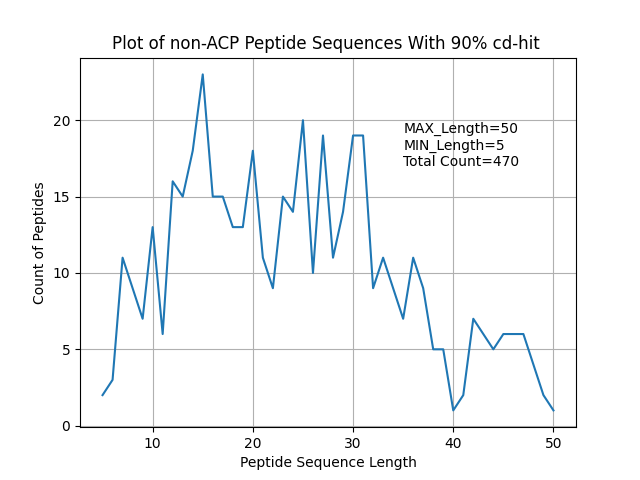 Plot of non-ACP Peptide Sequences With 90% cd-hit
20
15
10
5
0
Count of Peptides
MAX_Length=50
MIN_Length=5
Total Count=470
10 20 30 40 50
Peptide Sequence Length